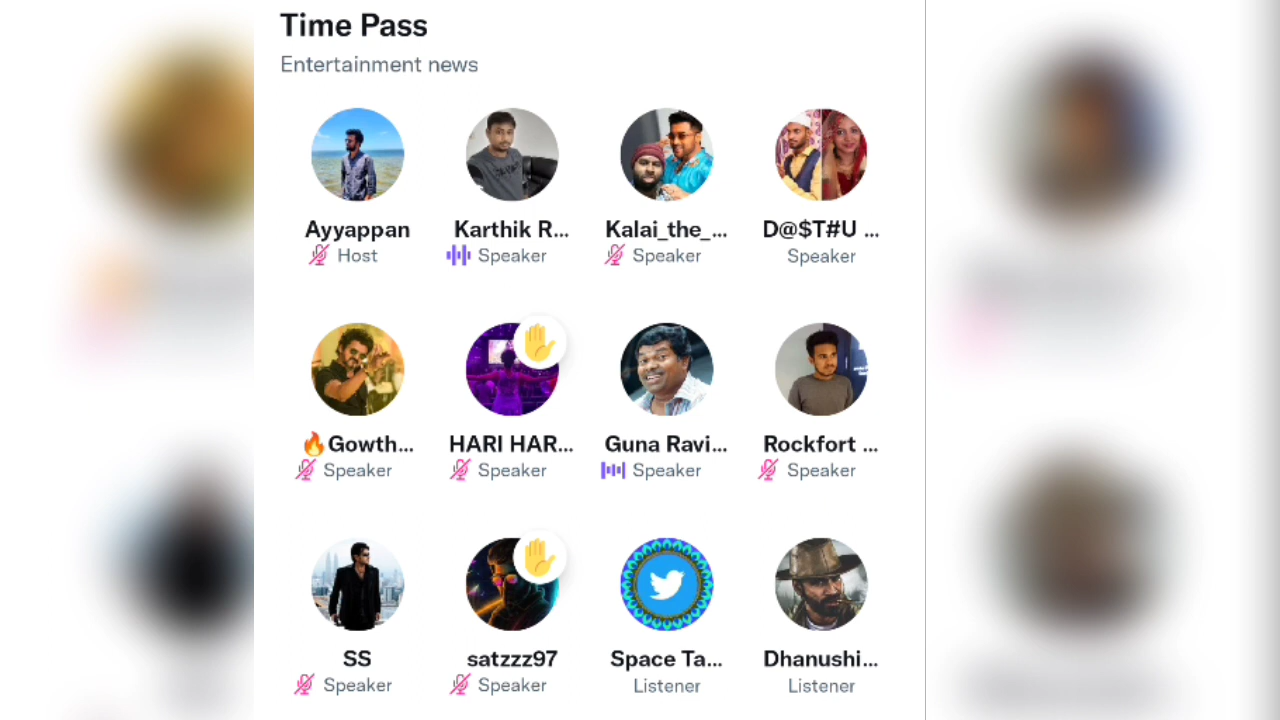 Time Pass
Entertainment news
Ayyappan Karthik R... Kalai_the_... D@$T#U ...
Host Speaker Speaker Speaker
🔥Gowth... HARI HAR... Guna Ravi... Rockfort ...
Speaker Speaker Speaker Speaker
SS satzzz97 Space Ta... Dhanushi...
Speaker Speaker Listener Listener